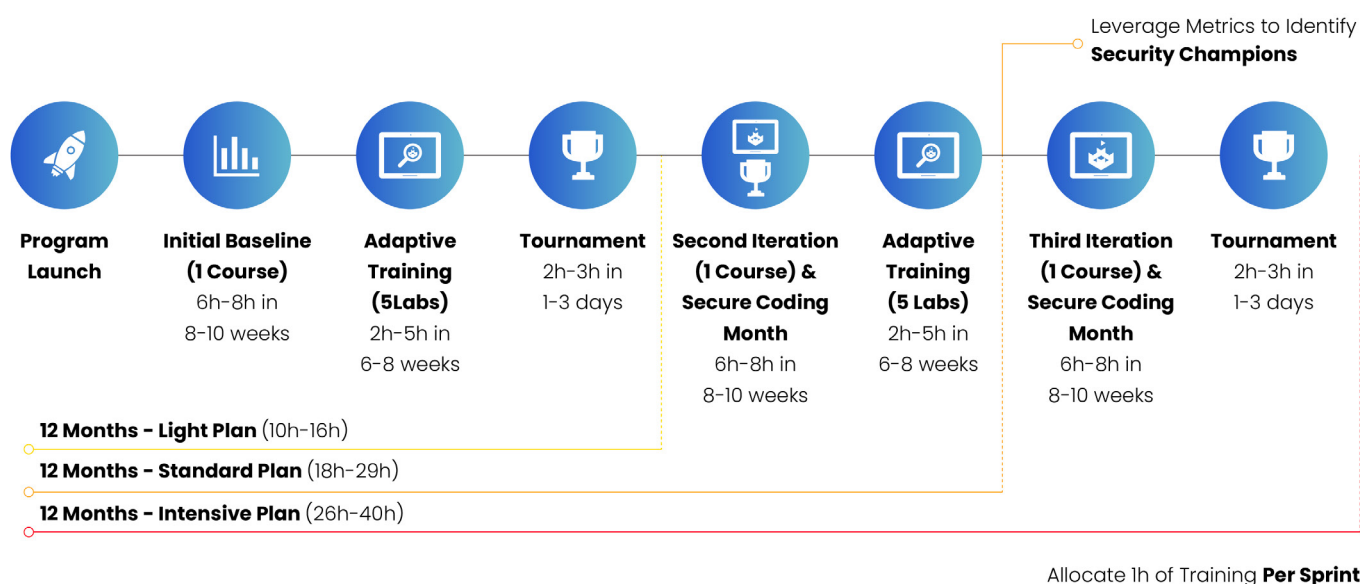 Leverage Metrics to Identify
Security Champions
Program
Launch
Initial Baseline
(1 Course)
6h-8h in
8-10 weeks
Adaptive
Training
(5Labs)
2h-5h in
6-8 weeks
Tournament
2h-3h in
1-3 days
Second Iteration
(1 Course) &
Secure Coding
Month
6h-8h in
8-10 weeks
Adaptive
Training
(5 Labs)
2h-5h in
6-8 weeks
Third Iteration
(1 Course) &
Secure Coding
Month
6h-8h in
8-10 weeks
Tournament
2h-3h in
1-3 days
12 Months - Light Plan (10h-16h)
12 Months - Standard Plan (18h-29h)
12 Months - Intensive Plan (26h-40h)
Allocate 1h of Training Per Sprint